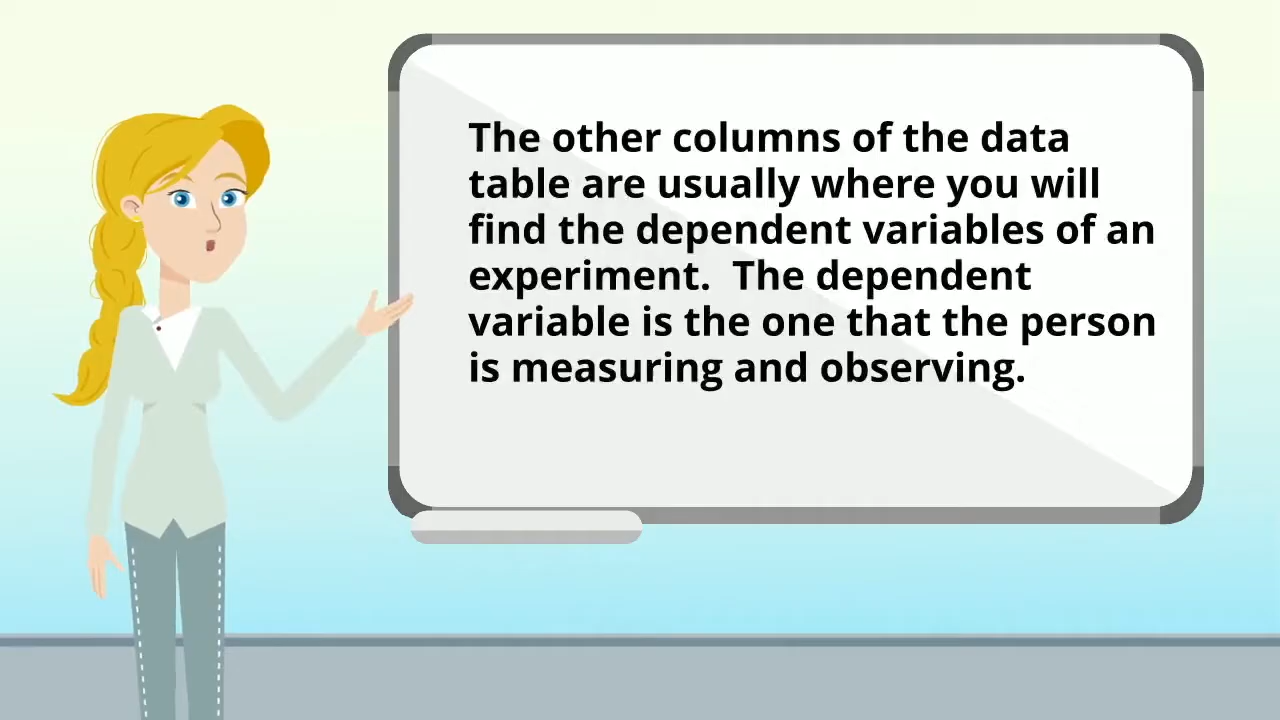 The other columns of the data
table are usually where you will
find the dependent variables of an
experiment.  The dependent
variable is the one that the person
is measuring and observing.